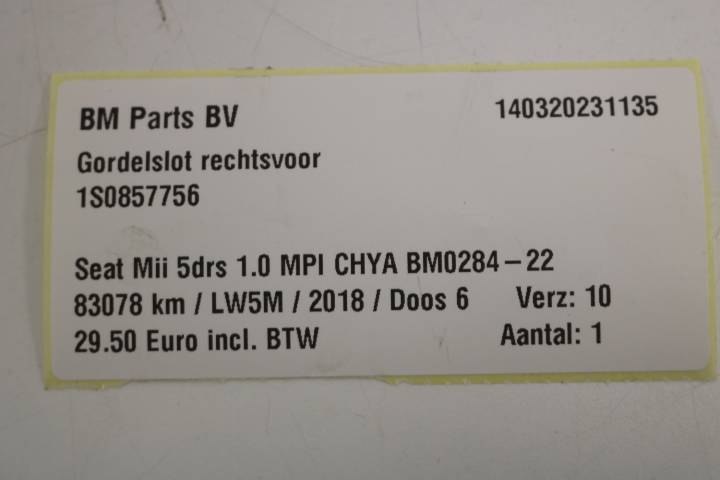 BM Parts BV 140320231135
Gordelslot rechtsvoor
1S0857756
Seat Mii 5drs 1.0 MPI CHYA BM0284-22
83078 km / LW5M / 2018 / Doos 6 Verz: 10
29.50 Euro incl. BTW Aantal: 1